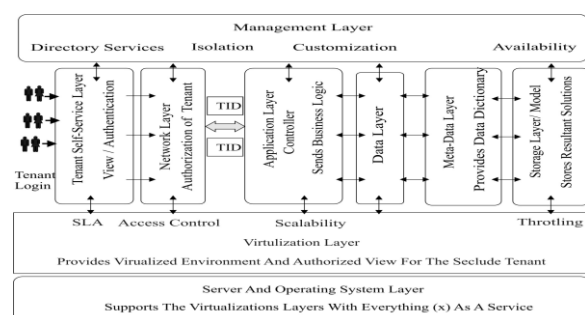 Management Layer
Directory Services Isolation Customization Availability
Tenant Self-Service Layer
View / Authentication
Network Layer
Authorization of Tenant
TID
TID
Application Layer
Controller
Sends Business Logic
Data Layer
Meta-Data Layer
Provides Data Dictionary
Storage Layer/ Model
Stores Resultant Solutions
Tenant
Login
SLA Access Control Scalability Throtling
Virtulization Layer
Provides Virualized Environment And Authorized View For The Seclude Tenant
Server And Operating System Layer
Supports The Virtualizations Layers With Everything (x) As A Service